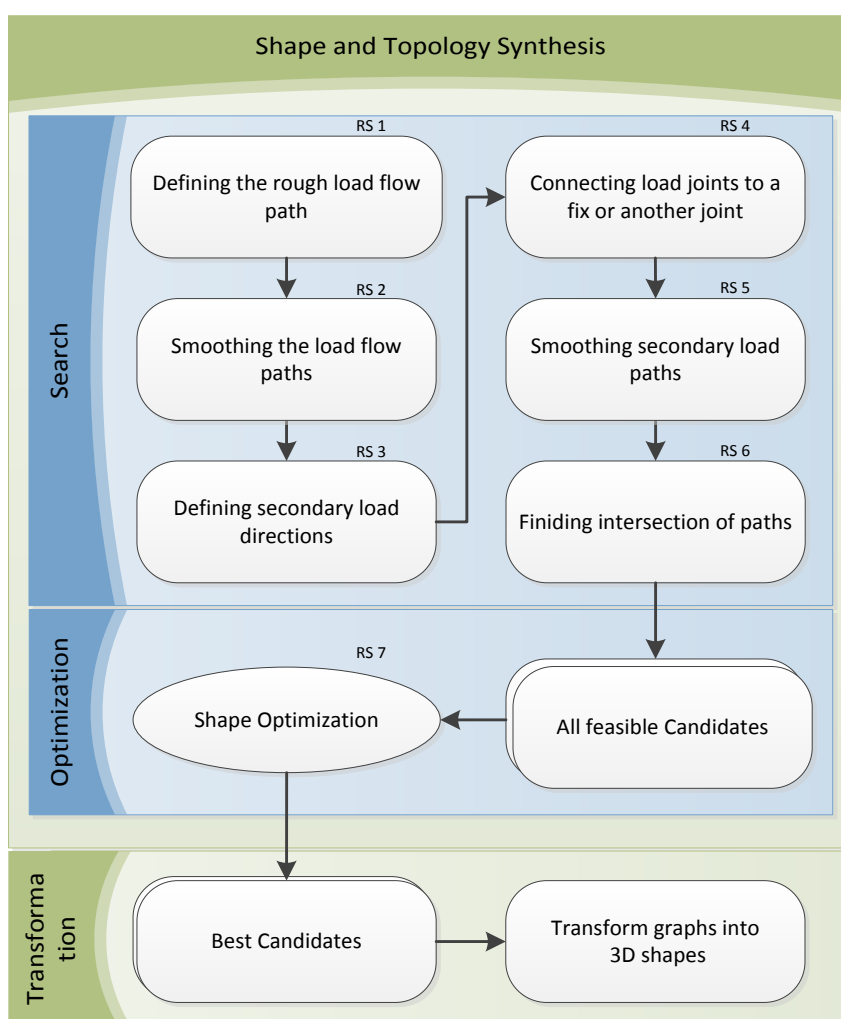 Shape and Topology Synthesis
Search
RS 1
Defining the rough load flow
path
RS 2
Smoothing the load flow
paths
RS 3
Defining secondary load
directions
RS 4
Connecting load joints to a
fix or another joint
RS 5
Smoothing secondary load
paths
RS 6
Finiding intersection of paths
Optimization
RS 7
Shape Optimization
All feasible Candidates
Transforma
tion
Best Candidates
Transform graphs into
3D shapes